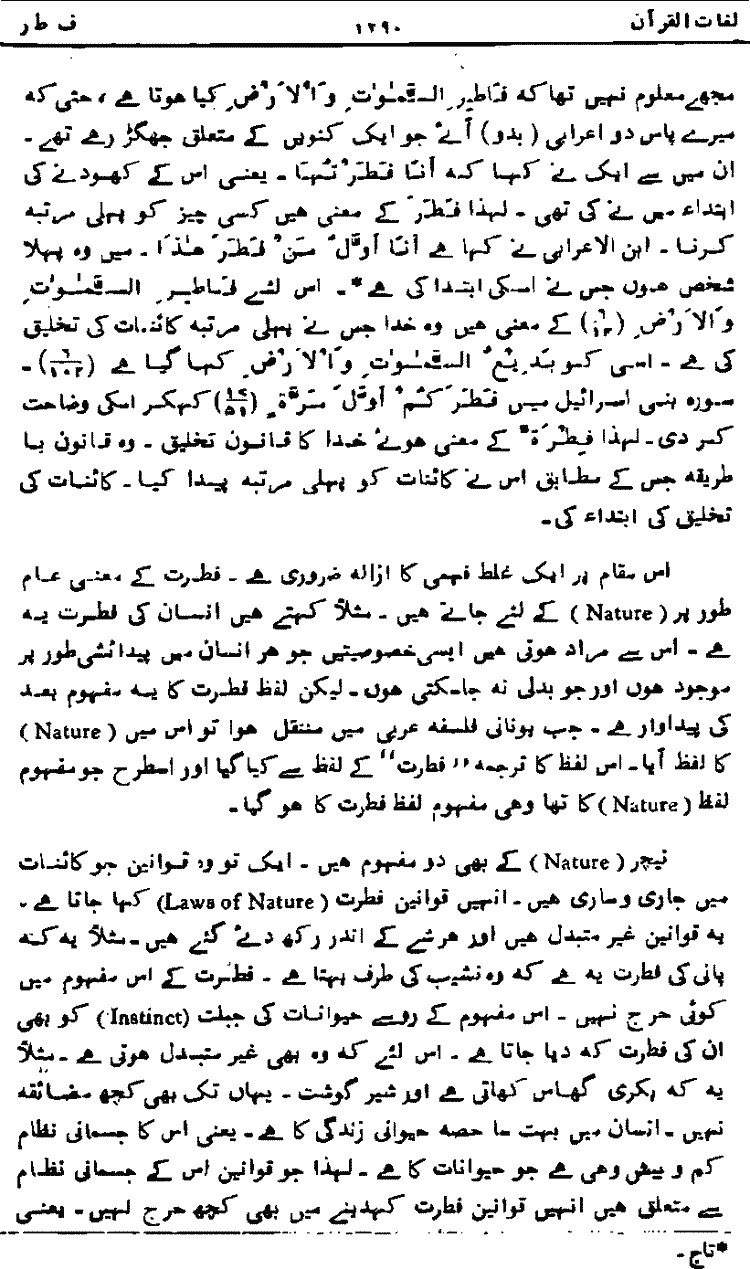 لغات القرآن ۱۲۹۰ ف ط ر
مجھے معلوم نہیں تھا کہ فَاطِرِ السَّمٰوٰتِ وَالْاَرْضِ کیا ہوتا ہے ، حتیٰ کہ
میرے پاس دو اعرابی (بدو) آئے جو ایک کنویں کے متعلق جھگڑ رہے تھے ۔
ان میں سے ایک نے کہا کہ اَنَا فَطَرْتُہَا ۔ یعنی اس کے کھودنے کی
ابتداء میں نے کی تھی ۔ لہذا فَطَرَ کے معنی ہیں کسی چیز کو پہلی مرتبہ
کرنا ۔ ابن الاعرابی نے کہا ہے اَنَا اَوَّلُ مَنْ فَطَرَ ھٰذَا ۔ میں وہ پہلا
شخص ہوں جس نے اسکی ابتدا کی ہے* ۔ اس لئے فَاطِرِ السَّمٰوٰتِ
وَالْاَرْضِ (۶/۱۴) کے معنی ہیں وہ خدا جس نے پہلی مرتبہ کائنات کی تخلیق
کی ہے ۔ اسی کو بَدِیْعُ السَّمٰوٰتِ وَالْاَرْضِ کہا گیا ہے (۶/۱۰۲) ۔
سورہ بنی اسرائیل میں فَطَرَکُمْ اَوَّلَ مَرَّۃٍ (۱۷/۵۱) کہکر اسکی وضاحت
کر دی ۔ لہذا فِطْرَۃٌ کے معنی ہوئے خدا کا قانون تخلیق ۔ وہ قانون یا
طریقہ جس کے مطابق اس نے کائنات کو پہلی مرتبہ پیدا کیا ۔ کائنات کی
تخلیق کی ابتداء کی ۔
اس مقام پر ایک غلط فہمی کا ازالہ ضروری ہے ۔ فطرت کے معنی عام
طور پر (Nature) کے لئے جاتے ہیں ۔ مثلاً کہتے ہیں انسان کی فطرت یہ
ہے ۔ اس سے مراد ہوتی ہیں ایسی خصوصیتیں جو ہر انسان میں پیدائشی طور پر
موجود ہوں اور جو بدلی نہ جا سکتی ہوں ۔ لیکن لفظ فطرت کا یہ مفہوم بعد
کی پیداوار ہے ۔ جب یونانی فلسفہ عربی میں منتقل ہوا تو اس میں (Nature)
کا لفظ آیا ۔ اس لفظ کا ترجمہ ’’فطرت‘‘ کے لفظ سے کیا گیا اور اسطرح جو مفہوم
لفظ (Nature) کا تھا وھی مفہوم لفظ فطرت کا ہو گیا ۔
نیچر (Nature) کے بھی دو مفہوم ہیں ۔ ایک تو وہ قوانین جو کائنات
میں جاری و ساری ہیں ۔ انہیں قوانین فطرت (Laws of Nature) کہا جاتا ہے ۔
یہ قوانین غیر متبدل ہیں اور ہر شے کے اندر رکھ دئے گئے ہیں ۔ مثلاً یہ کہ
پانی کی فطرت یہ ہے کہ وہ نشیب کی طرف بہتا ہے ۔ فطرت کے اس مفہوم میں
کوئی حرج نہیں ۔ اس مفہوم کے روسے حیوانات کی جبلت (Instinct) کو بھی
ان کی فطرت کہ دیا جاتا ہے ۔ اس لئے کہ وہ بھی غیر متبدل ہوتی ہے ۔ مثلاً
یہ کہ بکری گھاس کھاتی ہے اور شیر گوشت ۔ یہاں تک بھی کچھ مضائقہ
نہیں ۔ انسان میں بہت سا حصہ حیوانی زندگی کا ہے ۔ یعنی اس کا جسمانی نظام
کم و بیش وھی ہے جو حیوانات کا ہے ۔ لہذا جو قوانین اس کے جسمانی نظام
سے متعلق ہیں انہیں قوانین فطرت کہدینے میں بھی کچھ حرج نہیں ۔ یعنی
*تاج ۔